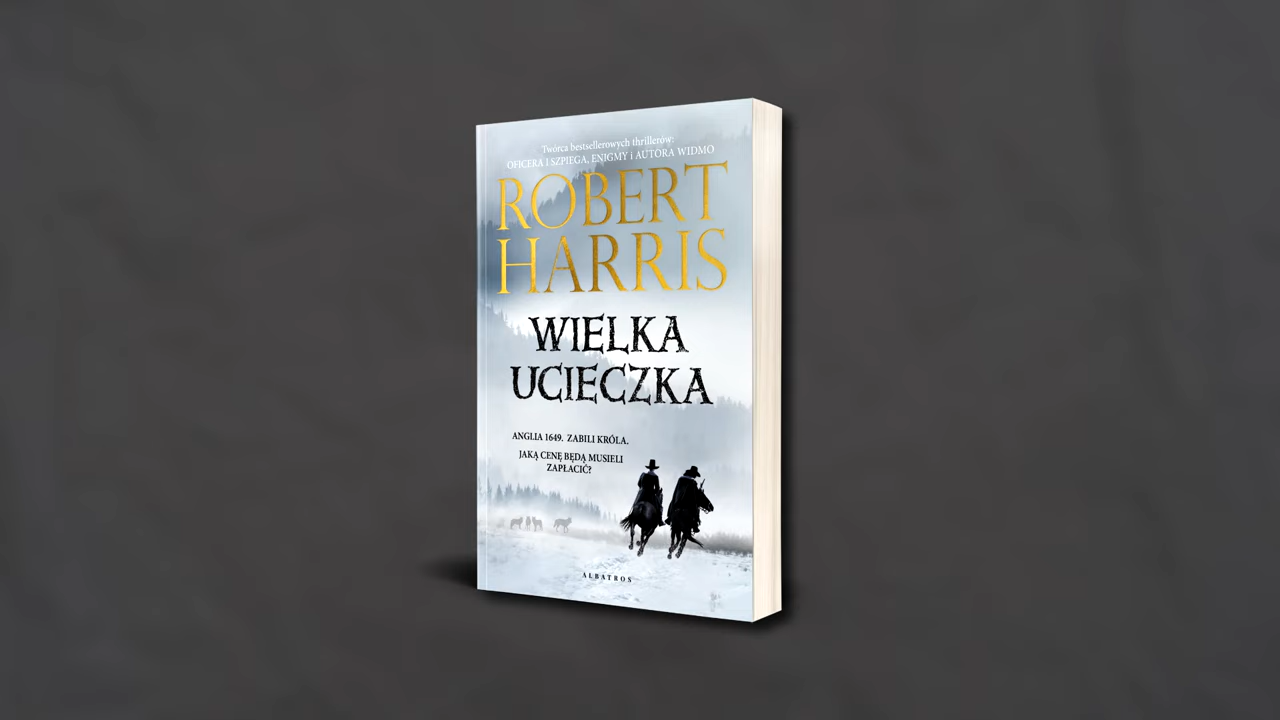 Twórca bestsellerowych thrillerów:
OFICERA I SZPIEGA, ENIGMY i AUTORA WIDMO
ROBERT
HARRIS
WIELKA
UCIECZKA
ANGLIA 1649. ZABILI KRÓLA.
JAKĄ CENĘ BĘDĄ MUSIELI
ZAPŁACIĆ?
ALBATROS